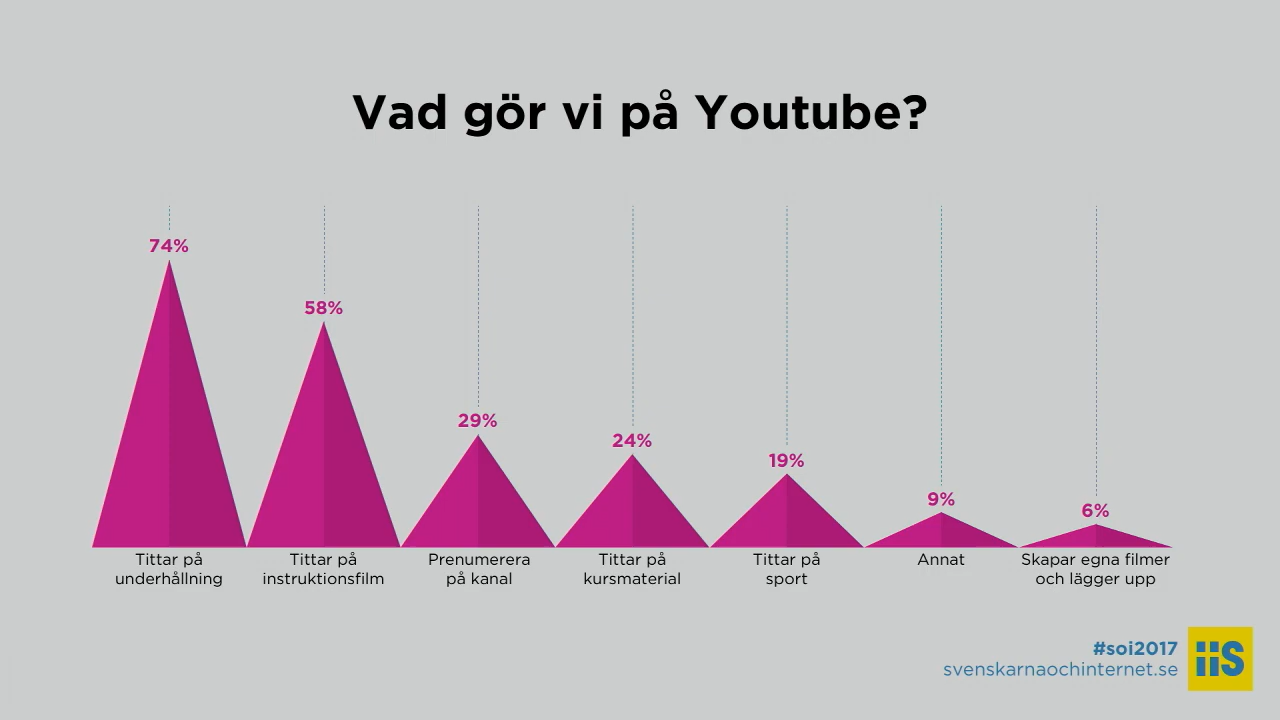 Vad gör vi på Youtube?
74%
58%
29%
24%
19%
9%
6%
Tittar på
underhållning
Tittar på
instruktionsfilm
Prenumerera
på kanal
Tittar på
kursmaterial
Tittar på
sport
Annat
Skapar egna filmer
och lägger upp
#soi2017
svenskarnaochinternet.se
iis